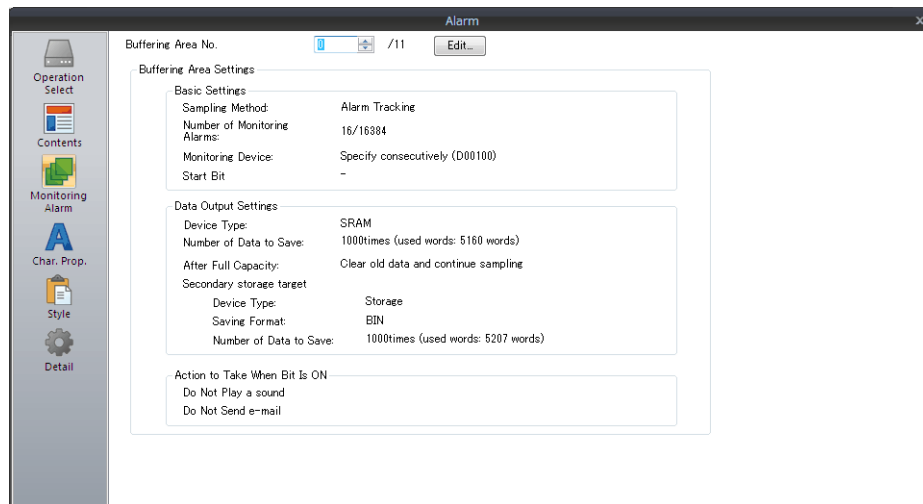 Alarm
x
Operation
Select
Contents
Monitoring
Alarm
A
Char. Prop.
Style
Detail
Buffering Area No. 0 /11 Edit...
Buffering Area Settings
Basic Settings
Sampling Method: Alarm Tracking
Number of Monitoring
Alarms: 16/16384
Monitoring Device: Specify consecutively (D00100)
Start Bit -
Data Output Settings
Device Type: SRAM
Number of Data to Save: 1000times (used words: 5160 words)
After Full Capacity: Clear old data and continue sampling
Secondary storage target
Device Type: Storage
Saving Format: BIN
Number of Data to Save: 1000times (used words: 5207 words)
Action to Take When Bit Is ON
Do Not Play a sound
Do Not Send e-mail